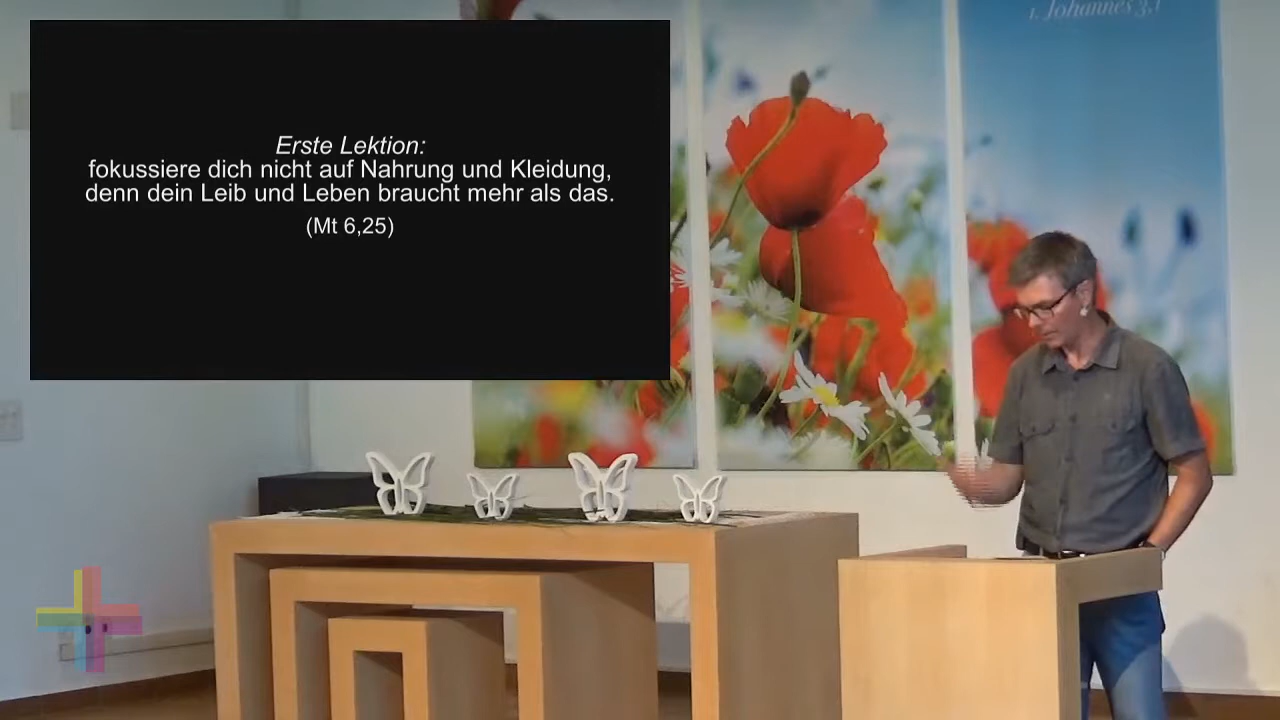 1. Johannes 3,1
Erste Lektion:
fokussiere dich nicht auf Nahrung und Kleidung,
denn dein Leib und Leben braucht mehr als das.
(Mt 6,25)